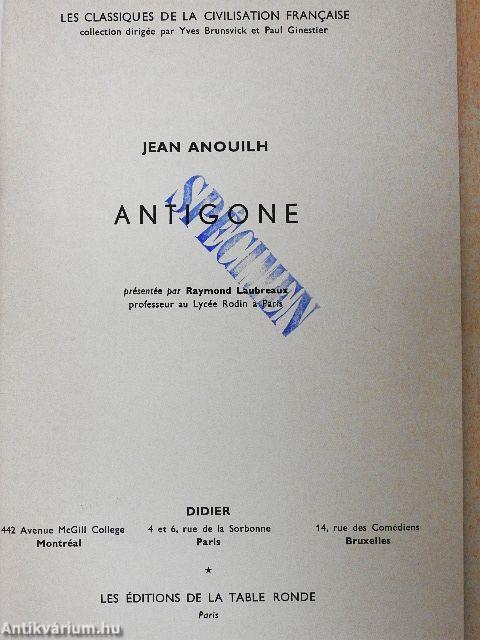 LES CLASSIQUES DE LA CIVILISATION FRANÇAISE
collection dirigée par Yves Brunsvick et Paul Ginestier
JEAN ANOUILH
ANTIGONE
SPÉCIMEN
présentée par Raymond Laubreaux
professeur au Lycée Rodin à Paris
DIDIER
442 Avenue McGill College 4 et 6, rue de la Sorbonne 14, rue des Comédiens
Montréal Paris Bruxelles
*
LES ÉDITIONS DE LA TABLE RONDE
Paris
Antikvárium.hu